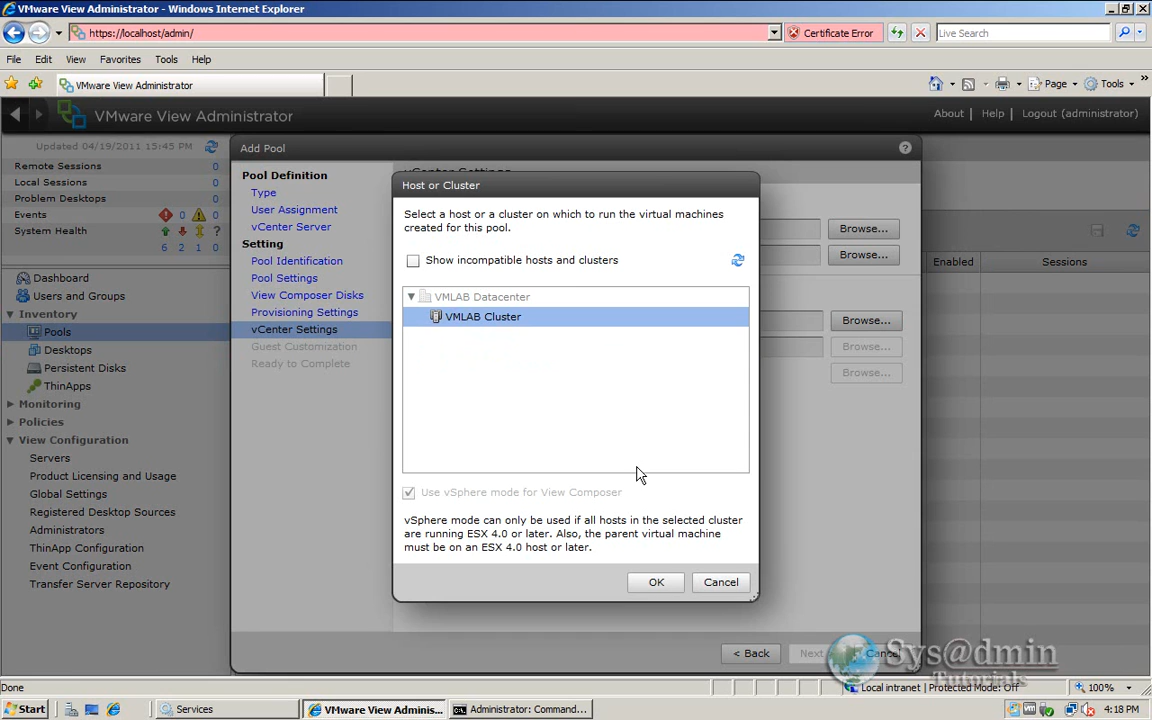 VMware View Administrator - Windows Internet Explorer
https://localhost/admin/
Certificate Error
Live Search
File Edit View Favorites Tools Help
VMware View Administrator
Page
Tools
VMware View Administrator
About Help Logout (administrator)
Updated 04/19/2011 15:45 PM
Remote Sessions 0
Local Sessions 0
Problem Desktops 0
Events 0 0
System Health ?
6 2 1 0
Dashboard
Users and Groups
Inventory
Pools
Desktops
Persistent Disks
ThinApps
Monitoring
Policies
View Configuration
Servers
Product Licensing and Usage
Global Settings
Registered Desktop Sources
Administrators
ThinApp Configuration
Event Configuration
Transfer Server Repository
Add Pool
?
Pool Definition
Type
User Assignment
vCenter Server
Setting
Pool Identification
Pool Settings
View Composer Disks
Provisioning Settings
vCenter Settings
Guest Customization
Ready to Complete
Host or Cluster
Select a host or a cluster on which to run the virtual machines
created for this pool.
Show incompatible hosts and clusters
VMLAB Datacenter
VMLAB Cluster
Use vSphere mode for View Composer
vSphere mode can only be used if all hosts in the selected cluster
are running ESX 4.0 or later. Also, the parent virtual machine
must be on an ESX 4.0 host or later.
OK Cancel
Browse...
Browse...
Browse...
Browse...
Browse...
Enabled Sessions
< Back Next Cancel
Sys@dmin
Tutorials
Done
Local intranet | Protected Mode: Off
100%
Start
Services
VMware View Adminis...
Administrator: Command...
4:18 PM